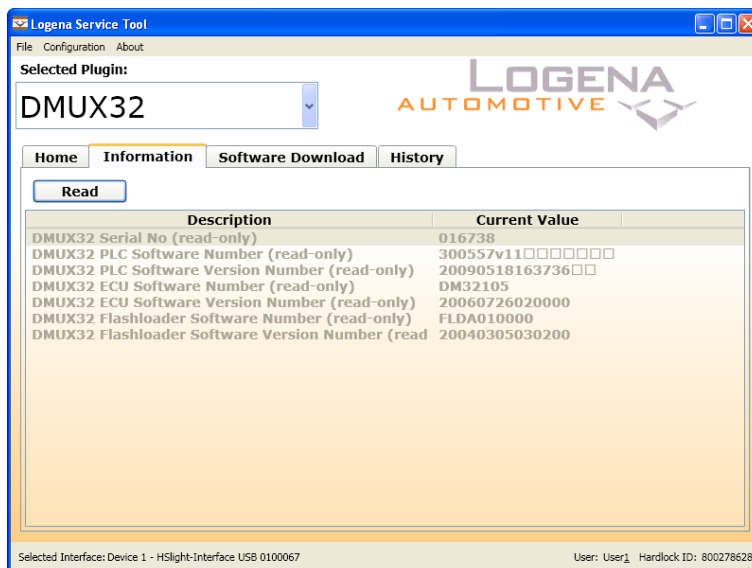 Logena Service Tool
File Configuration About
Selected Plugin:
LOGENA
AUTOMOTIVE
DMUX32
Home Information Software Download History
Read
Description Current Value
DMUX32 Serial No (read-only) 016738
DMUX32 PLC Software Number (read-only) 300557v11□□□□□□□
DMUX32 PLC Software Version Number (read-only) 20090518163736□□
DMUX32 ECU Software Number (read-only) DM32105
DMUX32 ECU Software Version Number (read-only) 20060726020000
DMUX32 Flashloader Software Number (read-only) FLDA010000
DMUX32 Flashloader Software Version Number (read 20040305030200
Selected Interface: Device 1 - HSlight-Interface USB 0100067 User: User1 Hardlock ID: 800278628